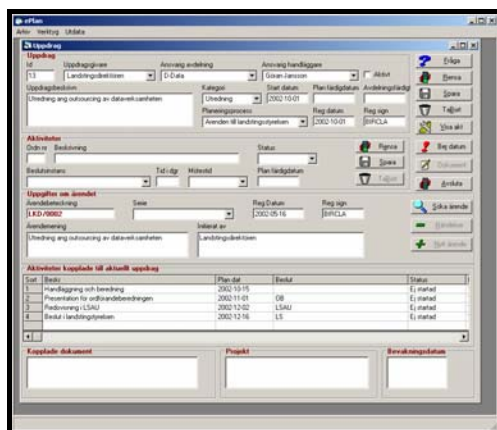 ePlan
Arkiv Verktyg Utdata
Uppdrag
Uppdrag
Id Uppdragsgivare Ansvarig avdelning Ansvarig handläggare
13 Landstingsdirektören D-Data Göran Jansson Aktivt
Uppdragsbeskrivn Kategori Start datum Plan färdigdatum Avdelningsfärdigt
Utredning ang outsourcing av dataverksamheten Utredning 2002-10-01
Planeringsprocess Reg datum Reg sign
Ärenden till landstingsstyrelsen 2002-10-01 BIRCLA
Fråga
Rensa
Spara
Ta Bort
Visa akt
Aktiviteter
Ordn nr Beskrivning Status
Beslutsinstans Tid i dgr Mötestid Plan färdigdatum
Rensa
Spara
Ta Bort
Bej datum
Dokument
Avsluta
Uppgifter om ärendet
Ärendebeteckning Serie Reg Datum Reg sign
LKD /0002 2002-05-16 BIRCLA
Ärendemening Initierat av
Utredning ang outsourcing av dataverksamheten Landstingsdirektören
Söka ärende
Händelser
Nytt ärende
Aktiviteter kopplade till aktuellt uppdrag
Sort Beskr Plan dat Beslut Status
1 Handläggning och beredning 2002-10-15 Ej startad
2 Presentation för ordförandeberedningen 2002-11-01 OB Ej startad
3 Redovisning i LSAU 2002-12-02 LSAU Ej startad
4 Beslut i landstingsstyrelsen 2002-12-16 LS Ej startad
Kopplade dokument Projekt Bevakningsdatum